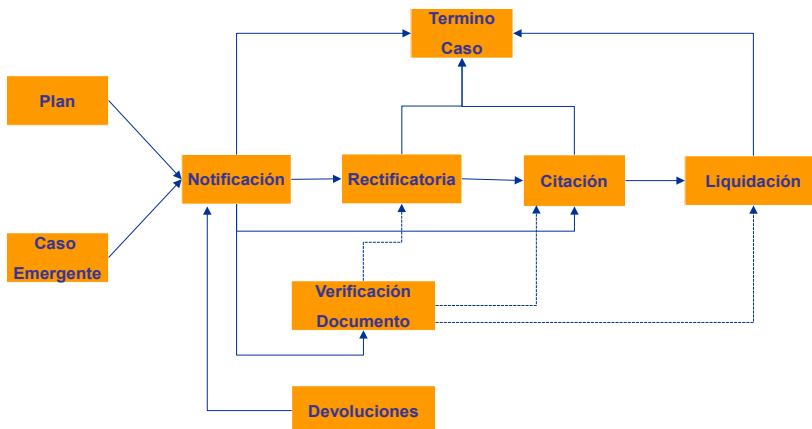 Termino
Caso
Plan
Notificación
Rectificatoria
Citación
Liquidación
Caso
Emergente
Verificación
Documento
Devoluciones